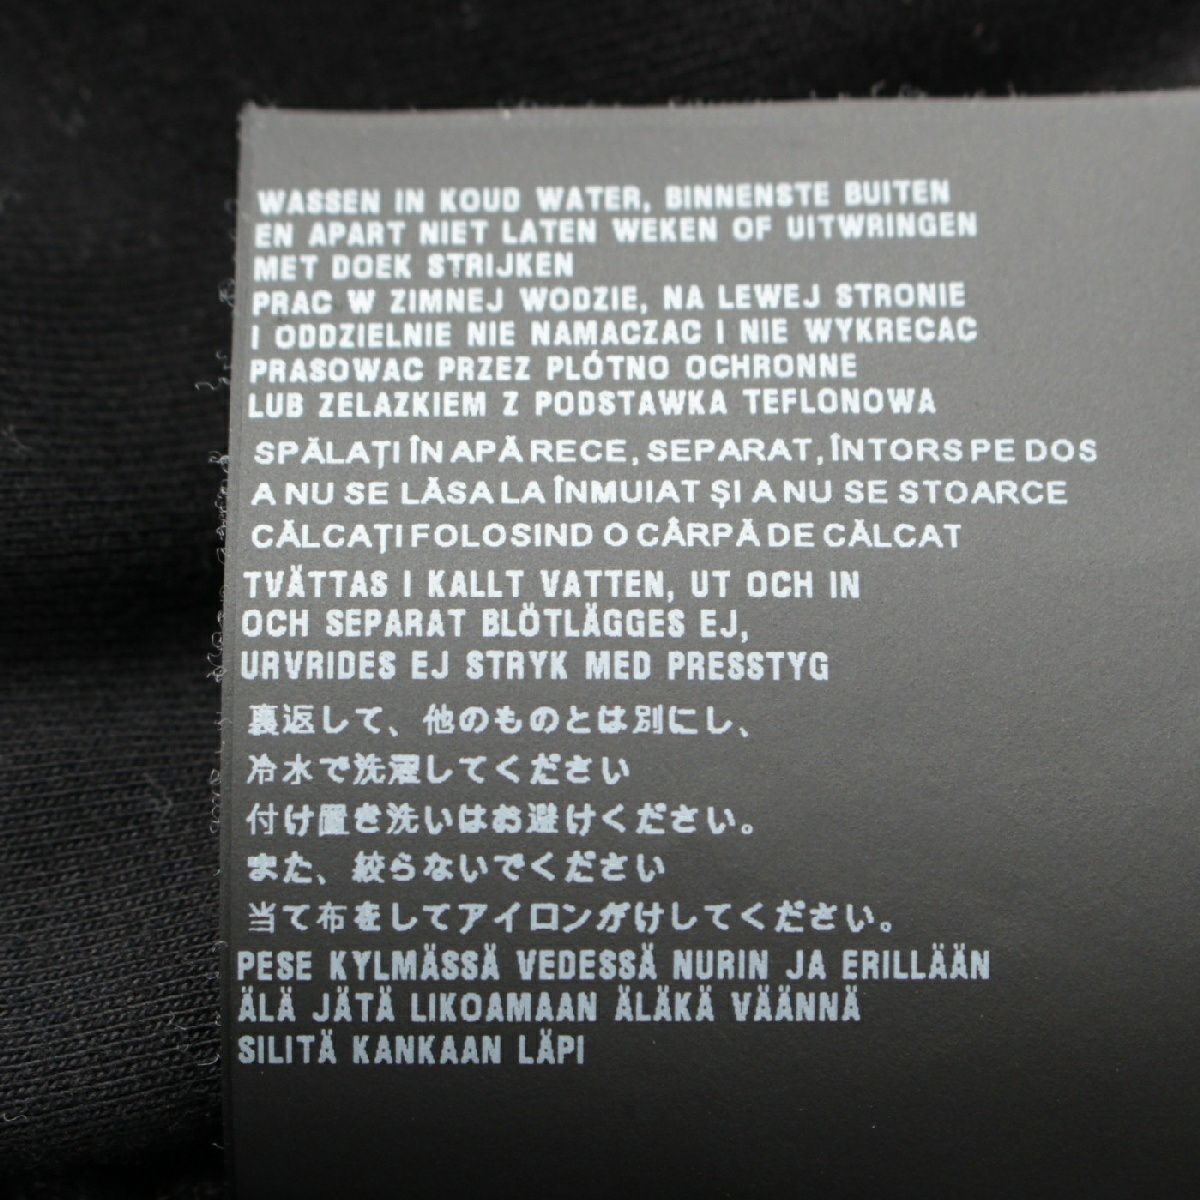 WASSEN IN KOUD WATER, BINNENSTE BUITEN
EN APART NIET LATEN WEKEN OF UITWRINGEN
MET DOEK STRIJKEN
PRAC W ZIMNEJ WODZIE, NA LEWEJ STRONIE
I ODDZIELNIE NIE NAMACZAC I NIE WYKRECAC
PRASOWAC PRZEZ PLÓTNO OCHRONNE
LUB ZELAZKIEM Z PODSTAWKA TEFLONOWA
SPĂLAȚI ÎN APĂ RECE, SEPARAT, ÎNTORS PE DOS
A NU SE LĂSA LA ÎNMUIAT ȘI A NU SE STOARCE
CĂLCAȚI FOLOSIND O CÂRPĂ DE CĂLCAT
TVÄTTAS I KALLT VATTEN, UT OCH IN
OCH SEPARAT BLÖTLÄGGES EJ,
URVRIDES EJ STRYK MED PRESSTYG
裏返して、他のものとは別にし、
冷水で洗濯してください
付け置き洗いはお避けください。
また、絞らないでください
当て布をしてアイロンがけしてください。
PESE KYLMÄSSÄ VEDESSÄ NURIN JA ERILLÄÄN
ÄLÄ JÄTÄ LIKOAMAAN ÄLÄKÄ VÄÄNNÄ
SILITÄ KANKAAN LÄPI